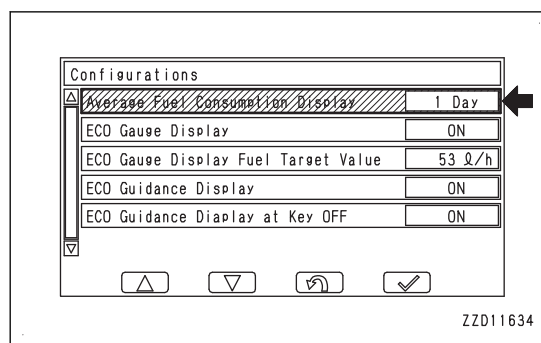 Configurations
Average Fuel Consumption Display 1 Day
ECO Gauge Display ON
ECO Gauge Display Fuel Target Value 53 ℓ/h
ECO Guidance Display ON
ECO Guidance Diaplay at Key OFF ON
ZZD11634